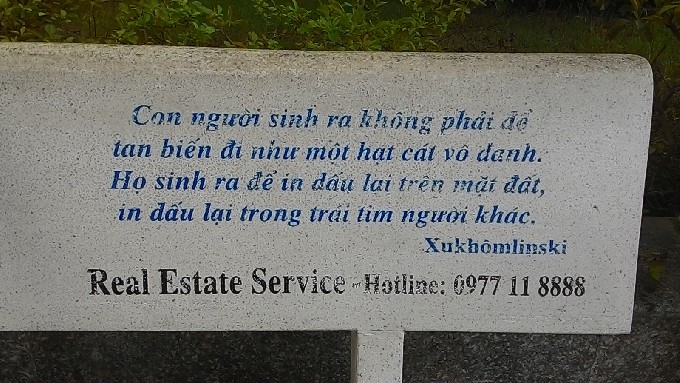 Con người sinh ra không phải để
tan biến đi như một hạt cát vô danh.
Họ sinh ra để in dấu lại trên mặt đất,
in dấu lại trong trái tim người khác.
Xukhômlinski
Real Estate Service - Hotline: 0977 11 8888